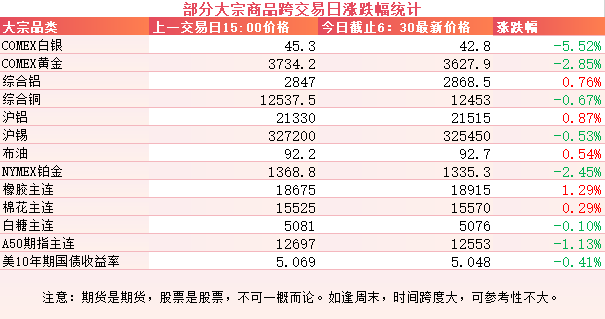 部分大宗商品跨交易日涨跌幅统计
大宗品类 上一交易日15:00价格 今日截止6：30最新价格 涨跌幅
COMEX白银 45.3 42.8 -5.52%
COMEX黄金 3734.2 3627.9 -2.85%
综合铝 2847 2868.5 0.76%
综合铜 12537.5 12453 -0.67%
沪铝 21330 21515 0.87%
沪锡 327200 325450 -0.53%
布油 92.2 92.7 0.54%
NYMEX铂金 1368.8 1335.3 -2.45%
橡胶主连 18675 18915 1.29%
棉花主连 15525 15570 0.29%
白糖主连 5081 5076 -0.10%
A50期指主连 12697 12553 -1.13%
美10年期国债收益率 5.069 5.048 -0.41%
注意：期货是期货，股票是股票，不可一概而论。如逢周末，时间跨度大，可参考性不大。